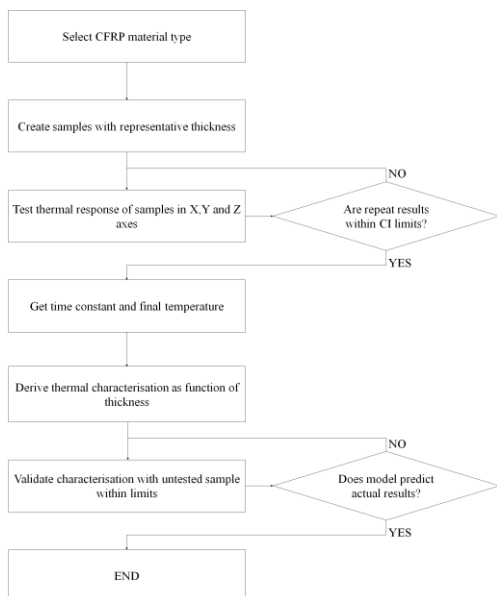 Select CFRP material type
Create samples with representative thickness
NO
Test thermal response of samples in X,Y and Z
axes
Are repeat results
within CI limits?
YES
Get time constant and final temperature
Derive thermal characterisation as function of
thickness
NO
Validate characterisation with untested sample
within limits
Does model predict
actual results?
YES
END